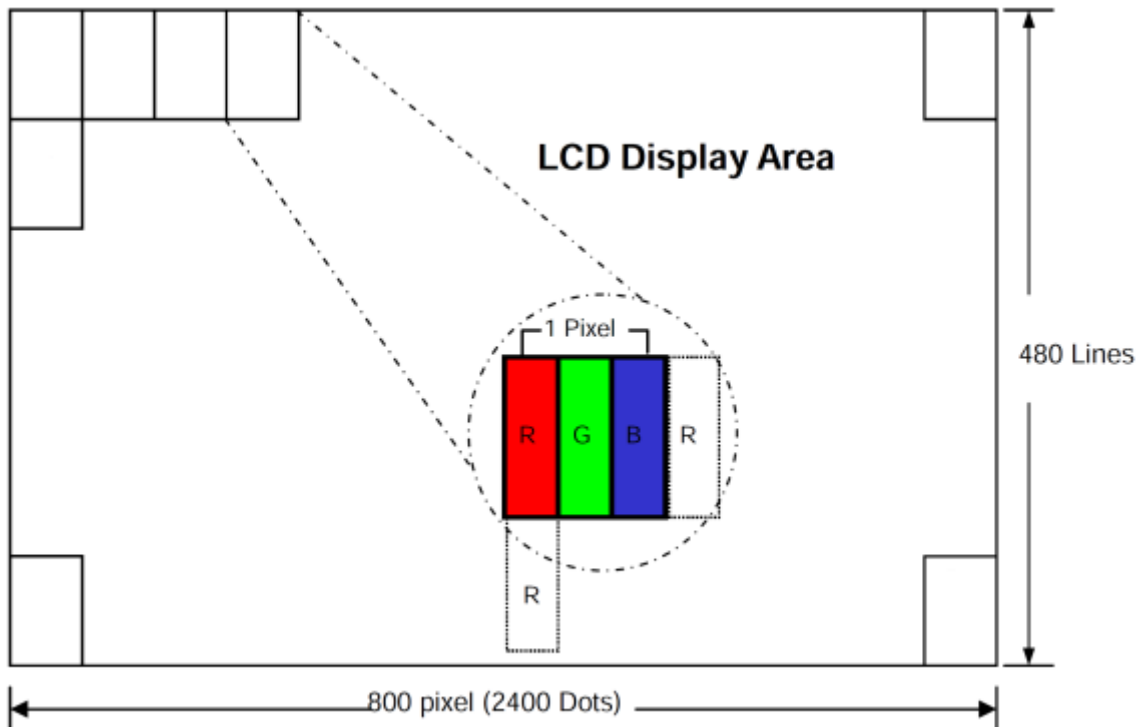 LCD Display Area
1 Pixel
480 Lines
R G B R
R
800 pixel (2400 Dots)